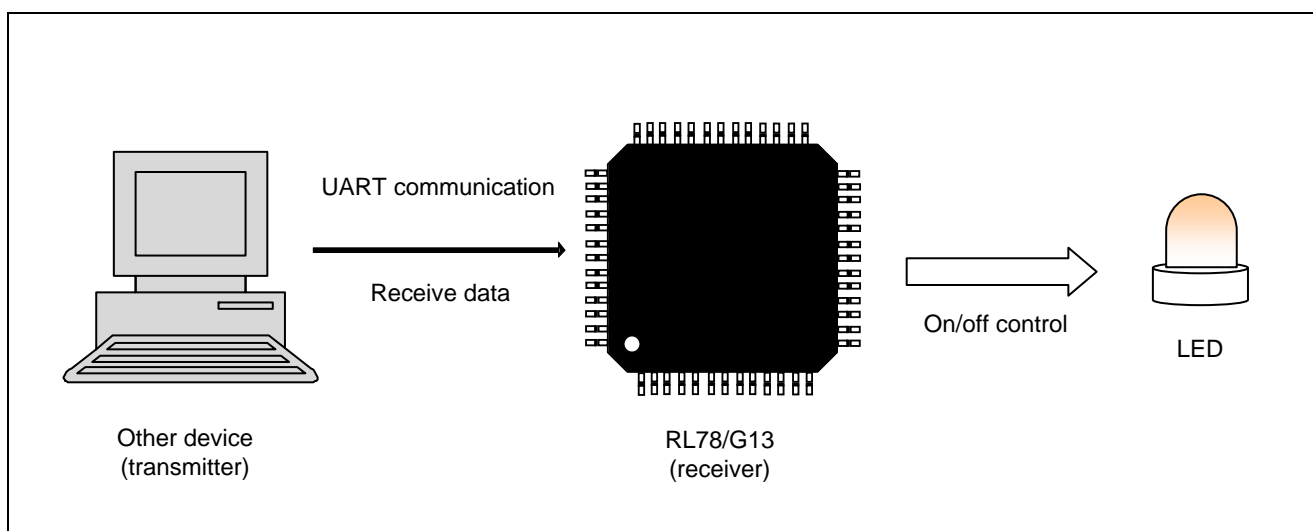 UART communication
Receive data
On/off control
LED
Other device
(transmitter)
RL78/G13
(receiver)